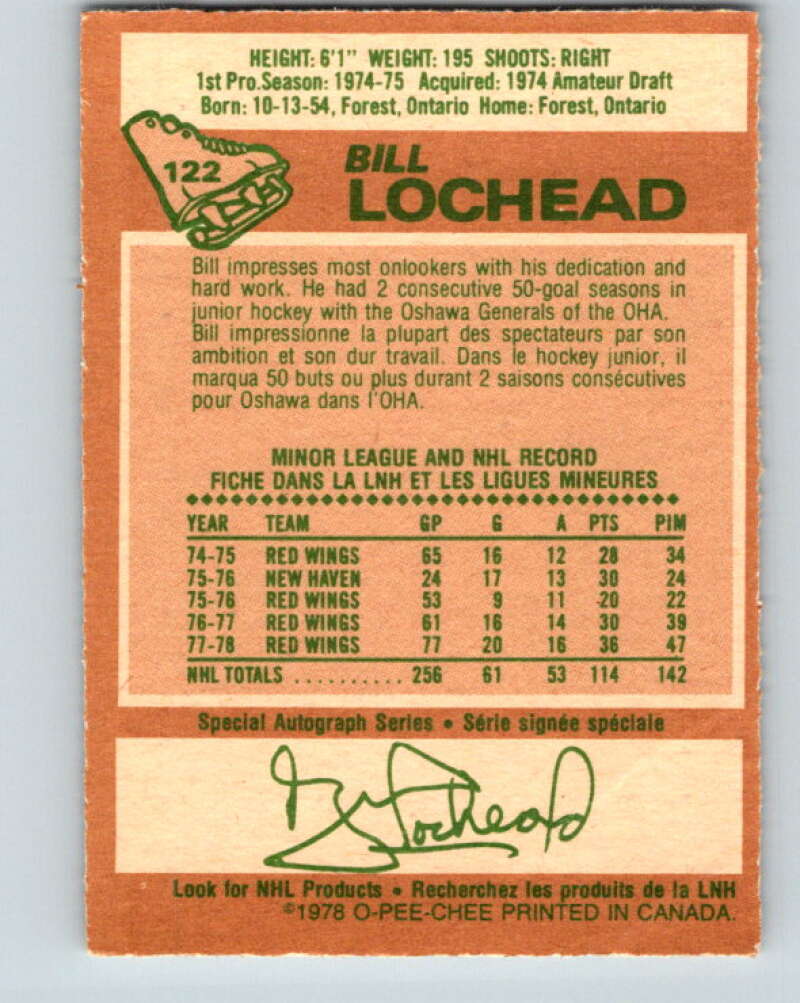 HEIGHT: 6'1" WEIGHT: 195 SHOOTS: RIGHT
1st Pro.Season: 1974-75 Acquired: 1974 Amateur Draft
Born: 10-13-54, Forest, Ontario Home: Forest, Ontario
122
BILL
LOCHEAD
Bill impresses most onlookers with his dedication and
hard work. He had 2 consecutive 50-goal seasons in
junior hockey with the Oshawa Generals of the OHA.
Bill impressionne la plupart des spectateurs par son
ambition et son dur travail. Dans le hockey junior, il
marqua 50 buts ou plus durant 2 saisons consécutives
pour Oshawa dans l'OHA.
MINOR LEAGUE AND NHL RECORD
FICHE DANS LA LNH ET LES LIGUES MINEURES
YEAR TEAM GP G A PTS PIM
74-75 RED WINGS 65 16 12 28 34
75-76 NEW HAVEN 24 17 13 30 24
75-76 RED WINGS 53 9 11 20 22
76-77 RED WINGS 61 16 14 30 39
77-78 RED WINGS 77 20 16 36 47
NHL TOTALS .......... 256 61 53 114 142
Special Autograph Series • Série signée spéciale
Bill Lochead
Look for NHL Products • Recherchez les produits de la LNH
©1978 O-PEE-CHEE PRINTED IN CANADA.